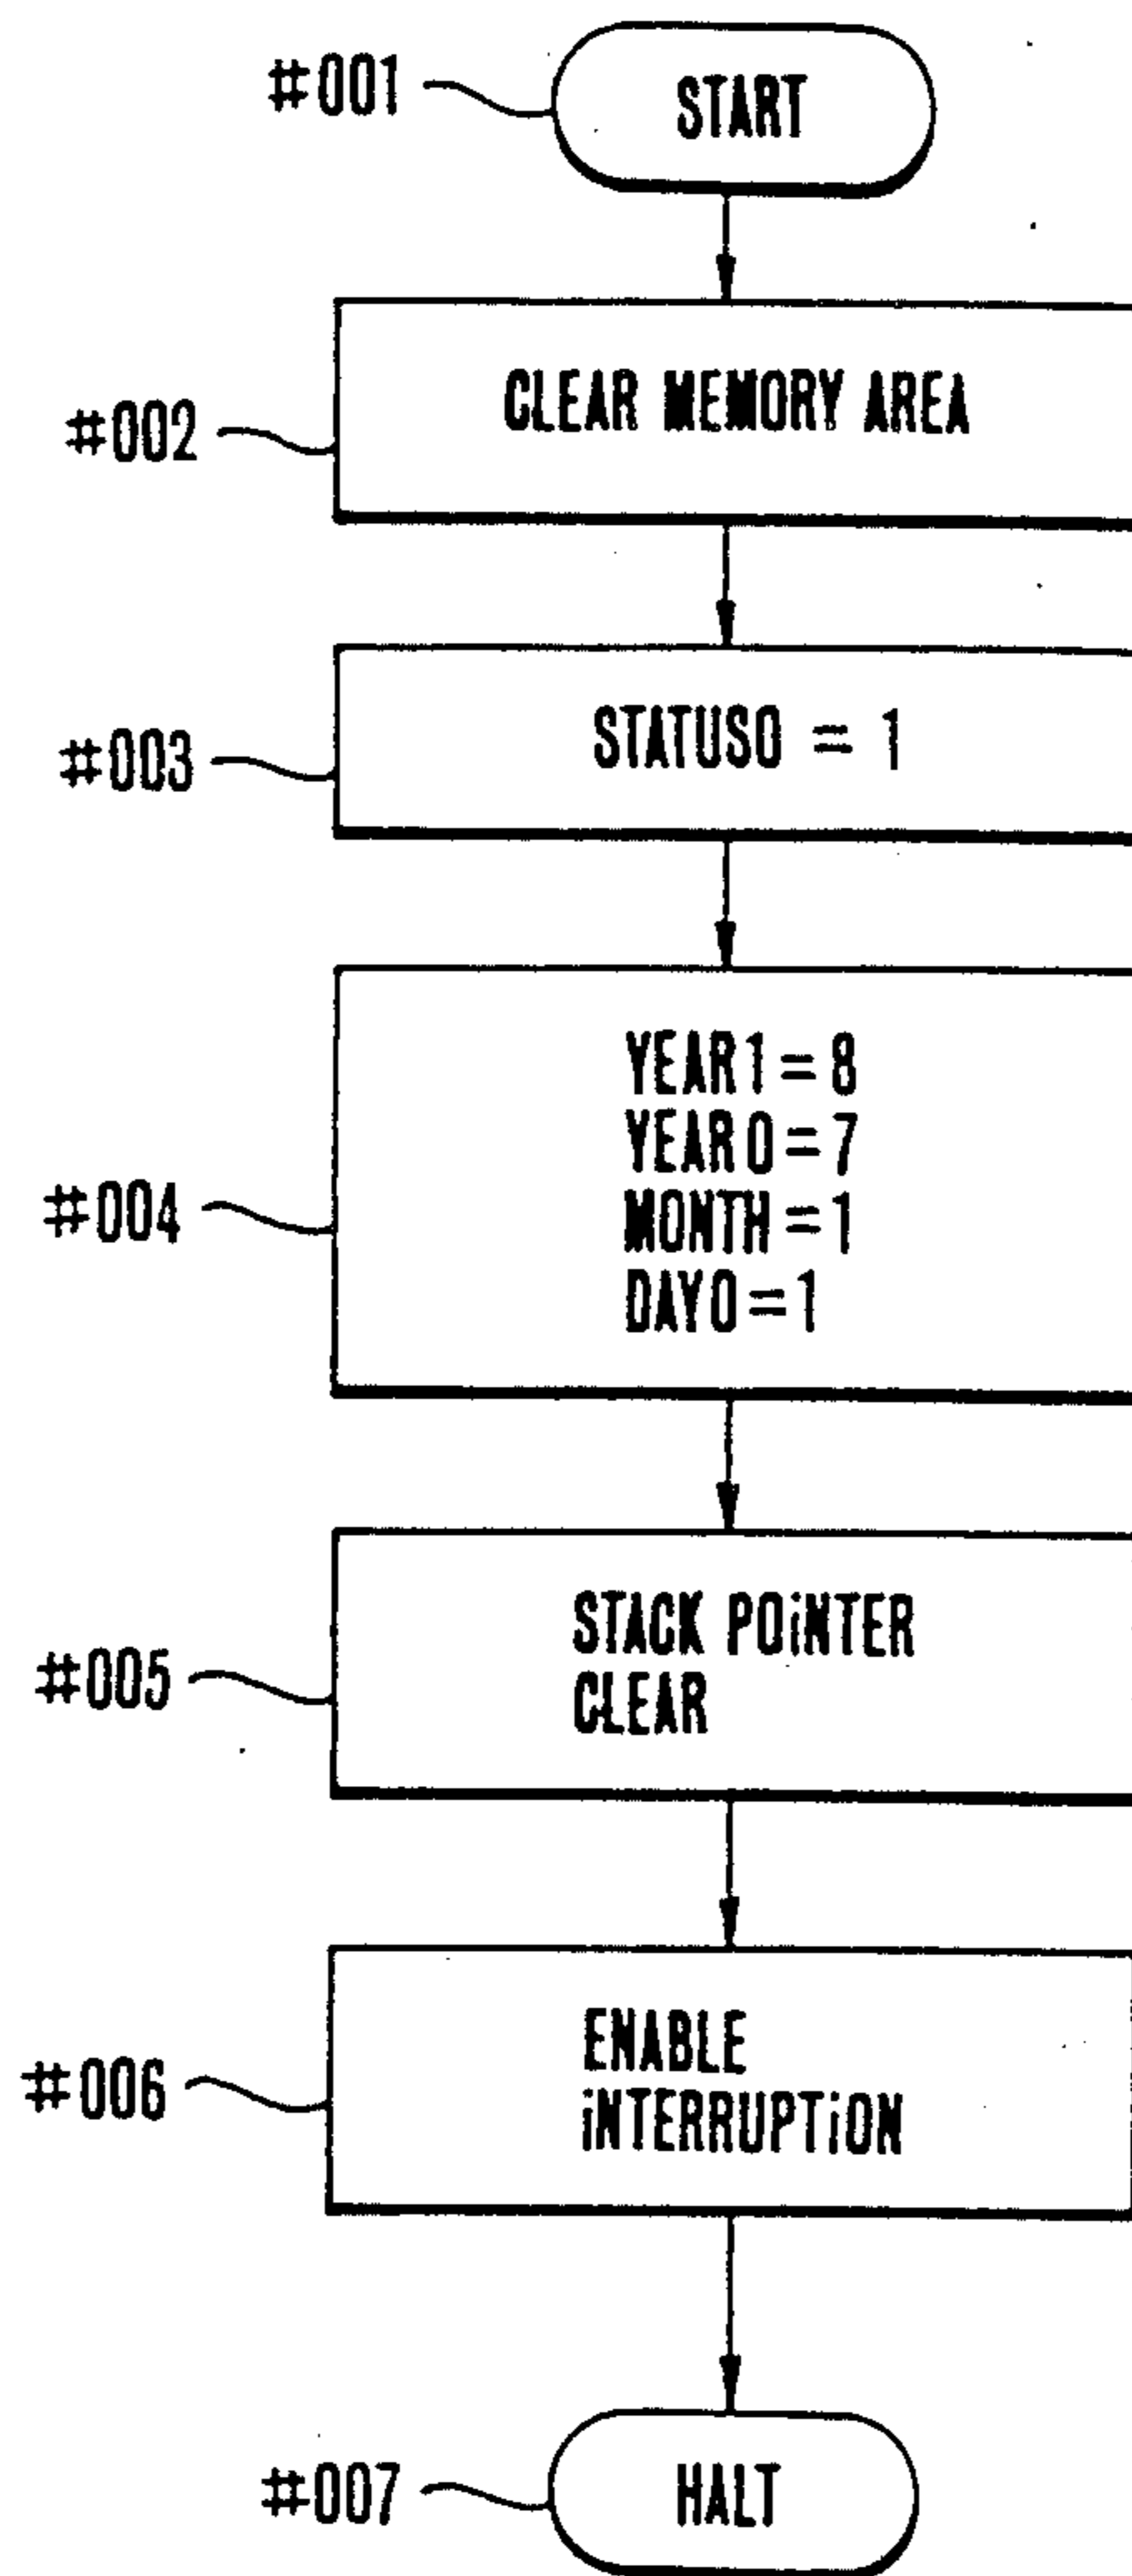 #001
START
#002
CLEAR MEMORY AREA
#003
STATUS0 = 1
#004
YEAR1 = 8
YEAR0 = 7
MONTH = 1
DAY0 = 1
#005
STACK POiNTER
CLEAR
#006
ENABLE
iNTERRUPTiON
#007
HALT